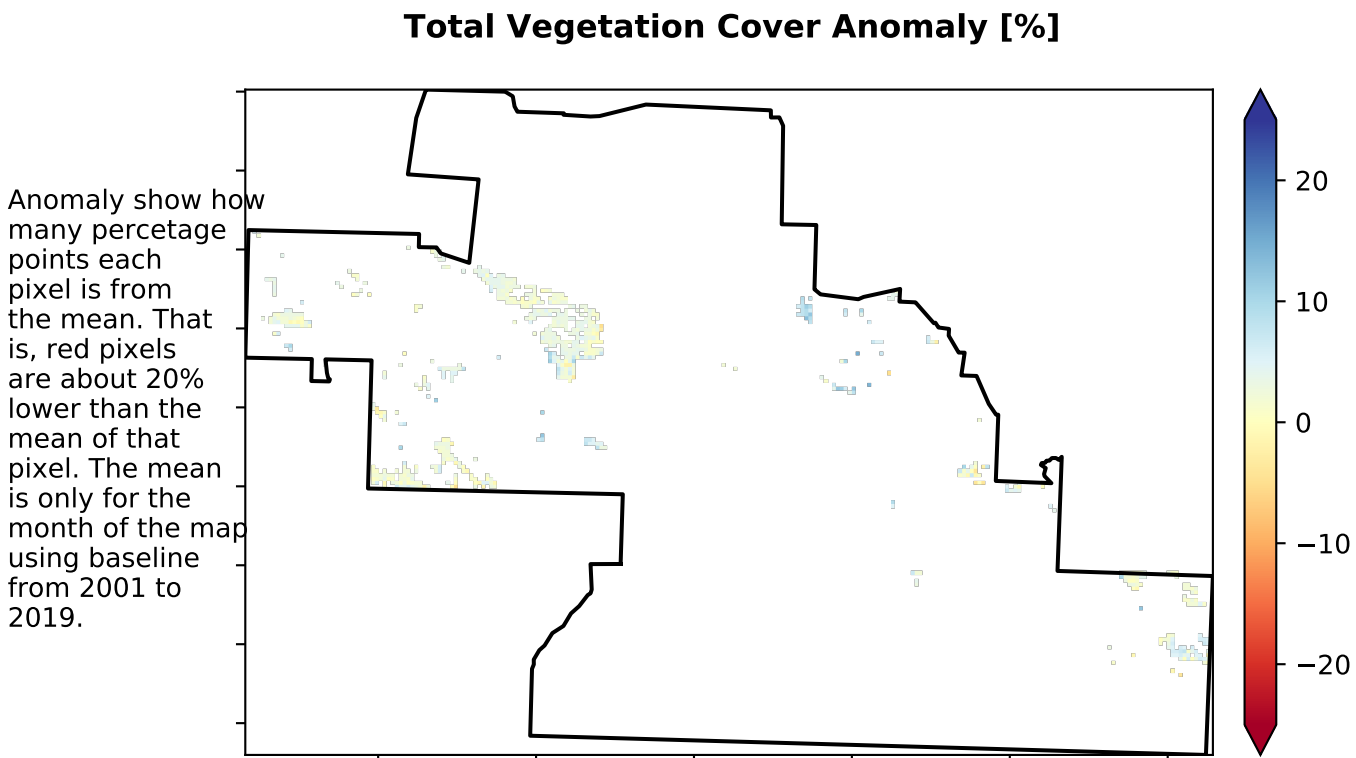 Total Vegetation Cover Anomaly [%]
Anomaly show how
many percetage
points each
pixel is from
the mean. That
is, red pixels
are about 20%
lower than the
mean of that
pixel. The mean
is only for the
month of the map
using baseline
from 2001 to
2019.
20
10
0
−10
−20